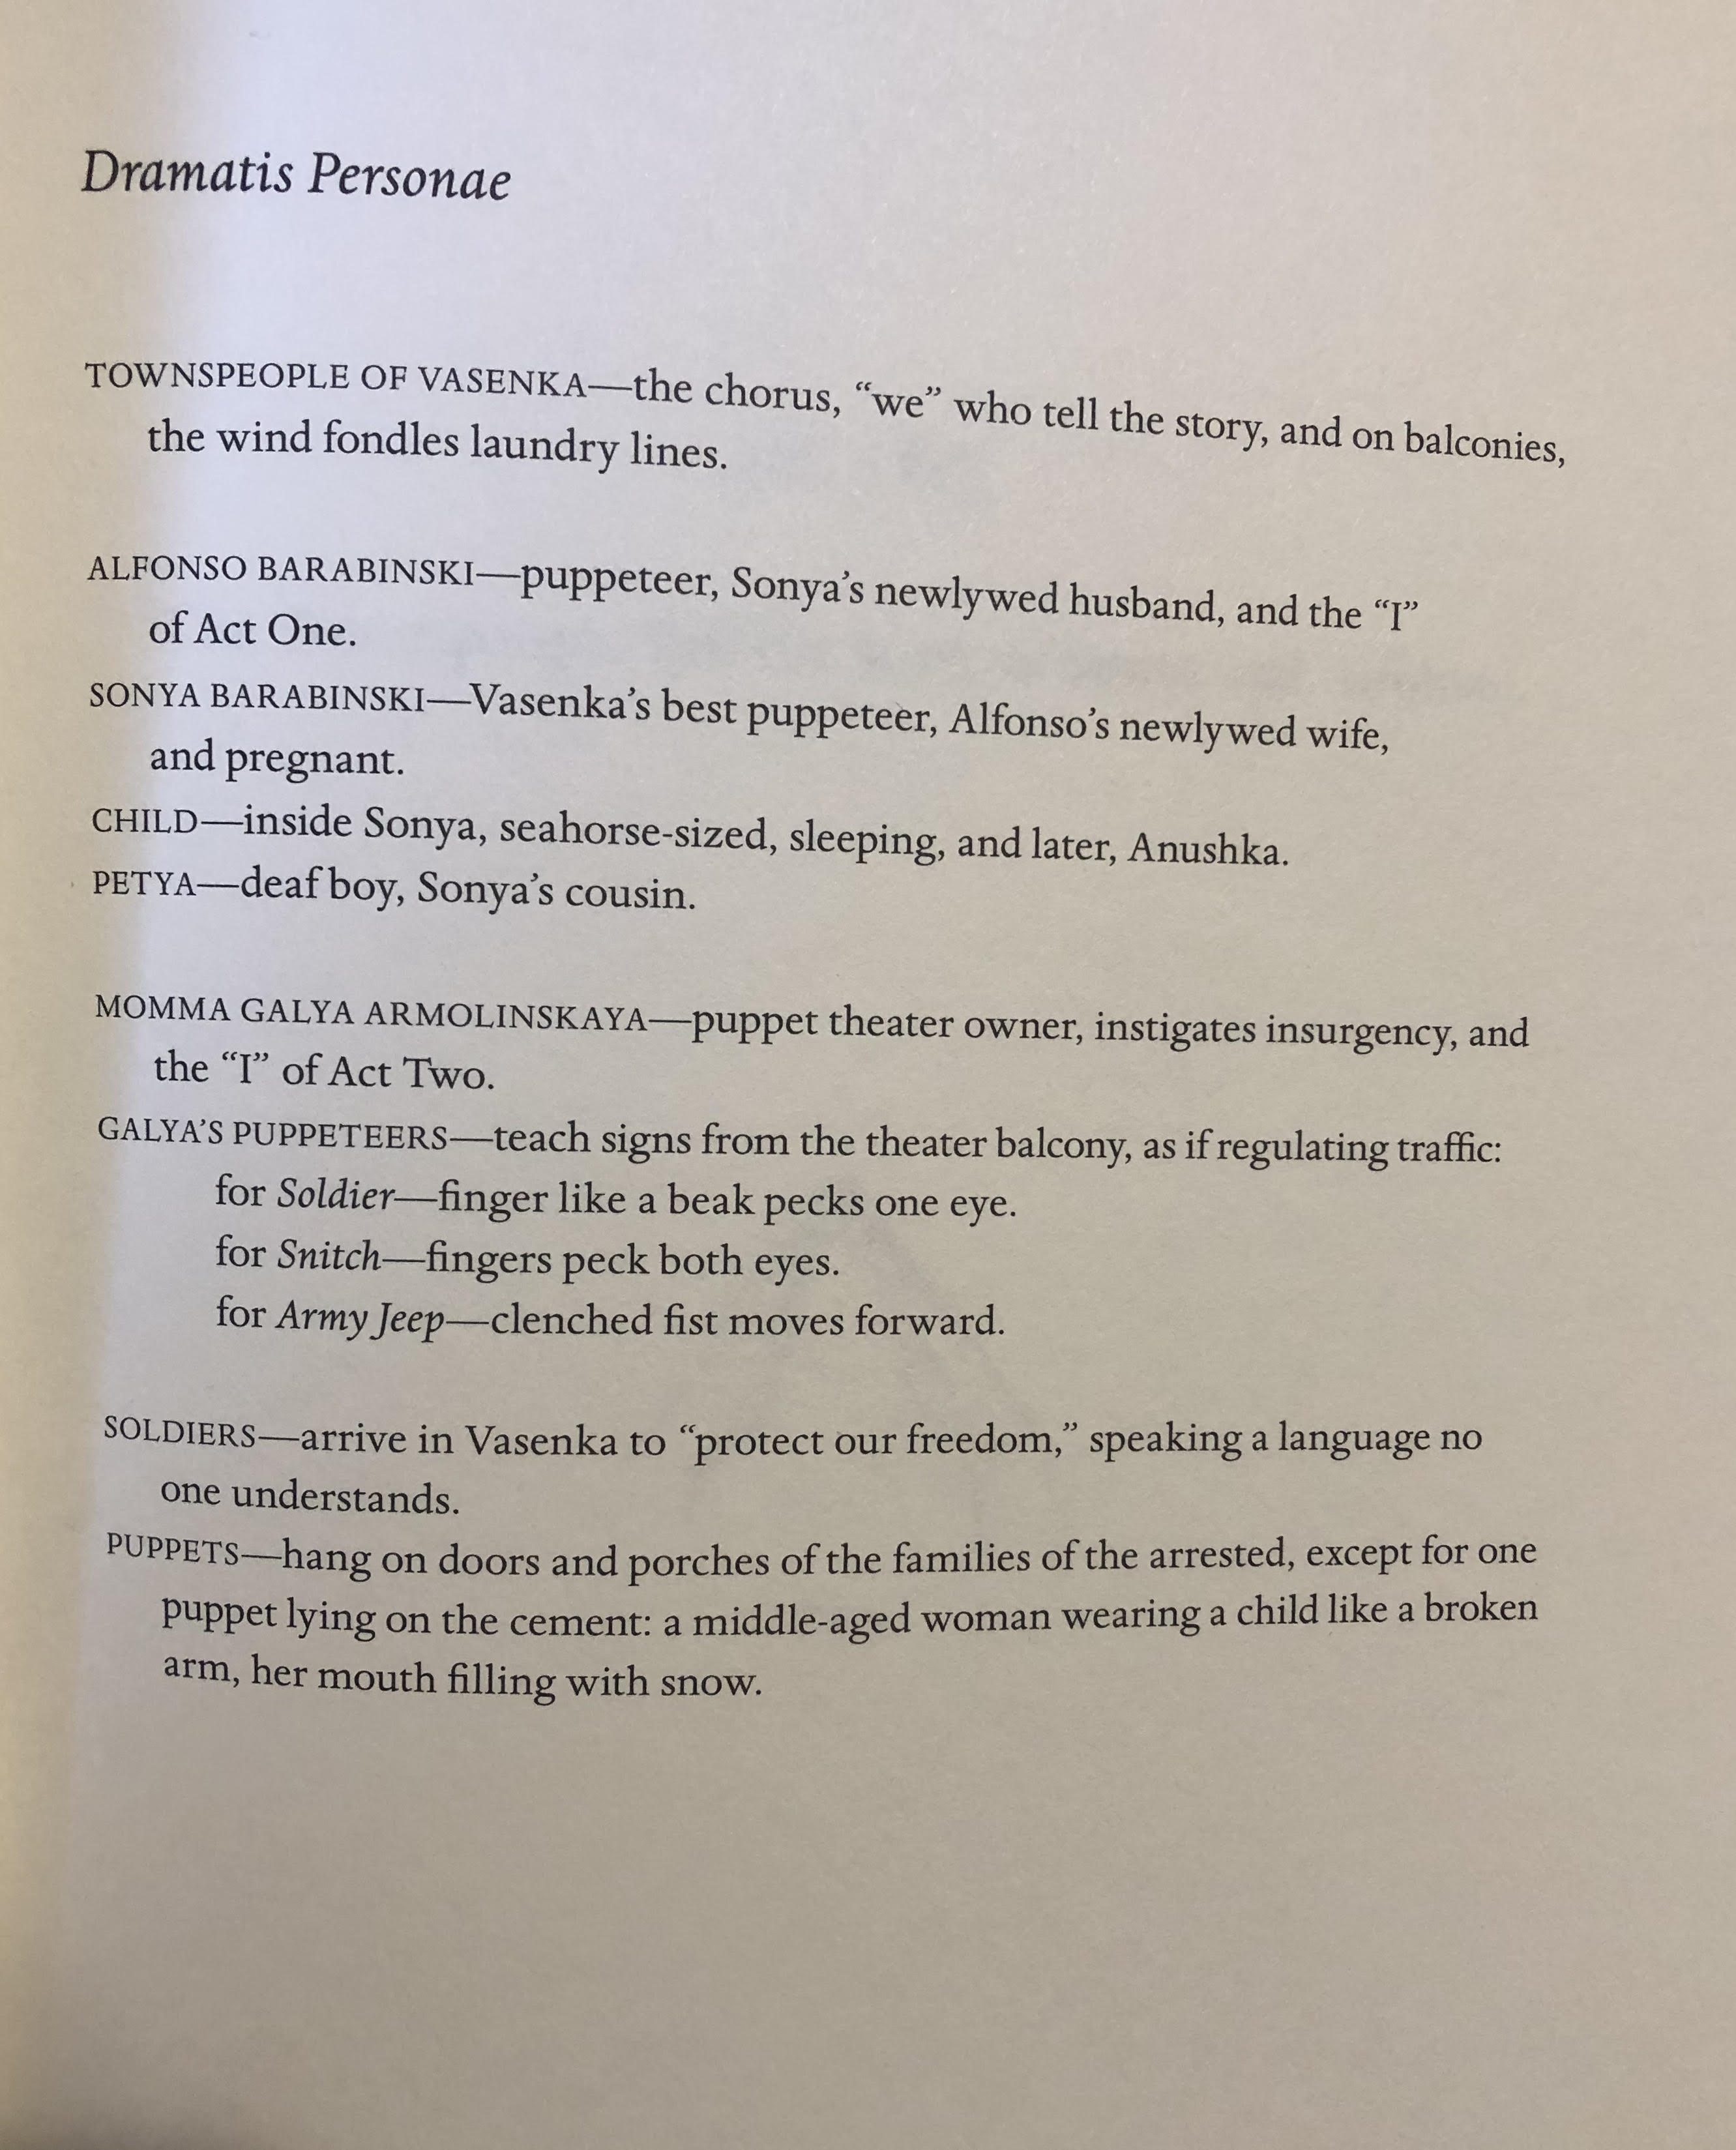 Dramatis Personae
TOWNSPEOPLE OF VASENKA—the chorus, “we” who tell the story, and on balconies,
the wind fondles laundry lines.
ALFONSO BARABINSKI—puppeteer, Sonya’s newlywed husband, and the “I”
of Act One.
SONYA BARABINSKI—Vasenka’s best puppeteer, Alfonso’s newlywed wife,
and pregnant.
CHILD—inside Sonya, seahorse-sized, sleeping, and later, Anushka.
PETYA—deaf boy, Sonya’s cousin.
MOMMA GALYA ARMOLINSKAYA—puppet theater owner, instigates insurgency, and
the “I” of Act Two.
GALYA’S PUPPETEERS—teach signs from the theater balcony, as if regulating traffic:
for Soldier—finger like a beak pecks one eye.
for Snitch—fingers peck both eyes.
for Army Jeep—clenched fist moves forward.
SOLDIERS—arrive in Vasenka to “protect our freedom,” speaking a language no
one understands.
PUPPETS—hang on doors and porches of the families of the arrested, except for one
puppet lying on the cement: a middle-aged woman wearing a child like a broken
arm, her mouth filling with snow.